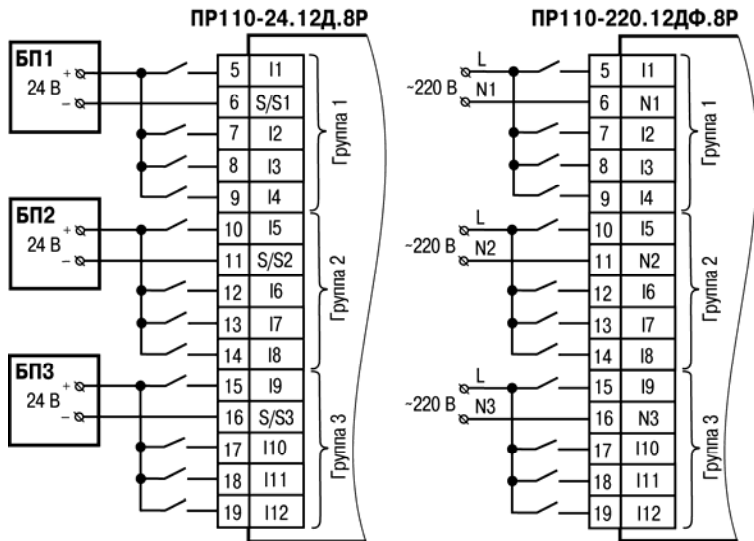 ПР110-24.12Д.8Р
БП1
24 В
+
–
5 I1
6 S/S1
7 I2
8 I3
9 I4
Группа 1
БП2
24 В
+
–
10 I5
11 S/S2
12 I6
13 I7
14 I8
Группа 2
БП3
24 В
+
–
15 I9
16 S/S3
17 I10
18 I11
19 I12
Группа 3
ПР110-220.12ДФ.8Р
L
~220 В N1
5 I1
6 N1
7 I2
8 I3
9 I4
Группа 1
L
~220 В N2
10 I5
11 N2
12 I6
13 I7
14 I8
Группа 2
L
~220 В N3
15 I9
16 N3
17 I10
18 I11
19 I12
Группа 3